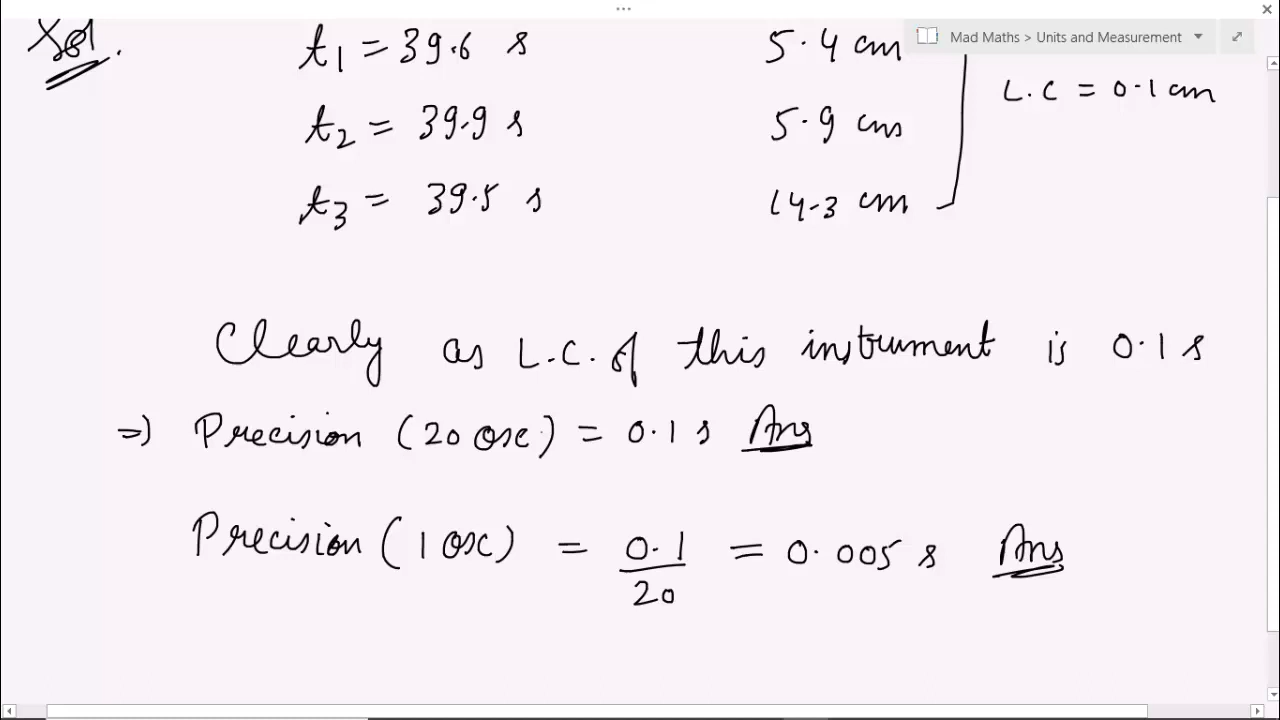 Mad Maths > Units and Measurement
Sol.
t1 = 39.6 s 5.4 cm
L.C = 0.1 cm
t2 = 39.9 s 5.9 cm
t3 = 39.5 s 14.3 cm
Clearly as L.C. of this instrument is 0.1 s
=> Precision (20 osc) = 0.1 s Ans
Precision (1 osc) = 0.1/20 = 0.005 s Ans